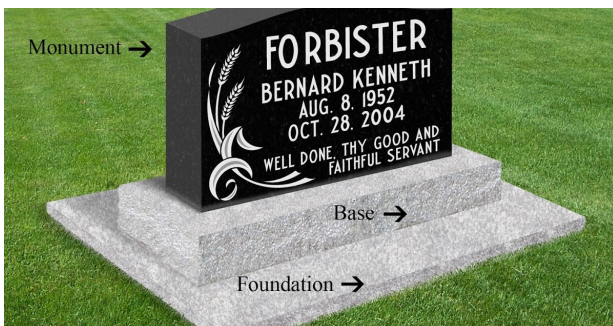 Monument →
FORBISTER
BERNARD KENNETH
AUG. 8, 1952
OCT. 28, 2004
WELL DONE, THY GOOD AND
FAITHFUL SERVANT
Base →
Foundation →